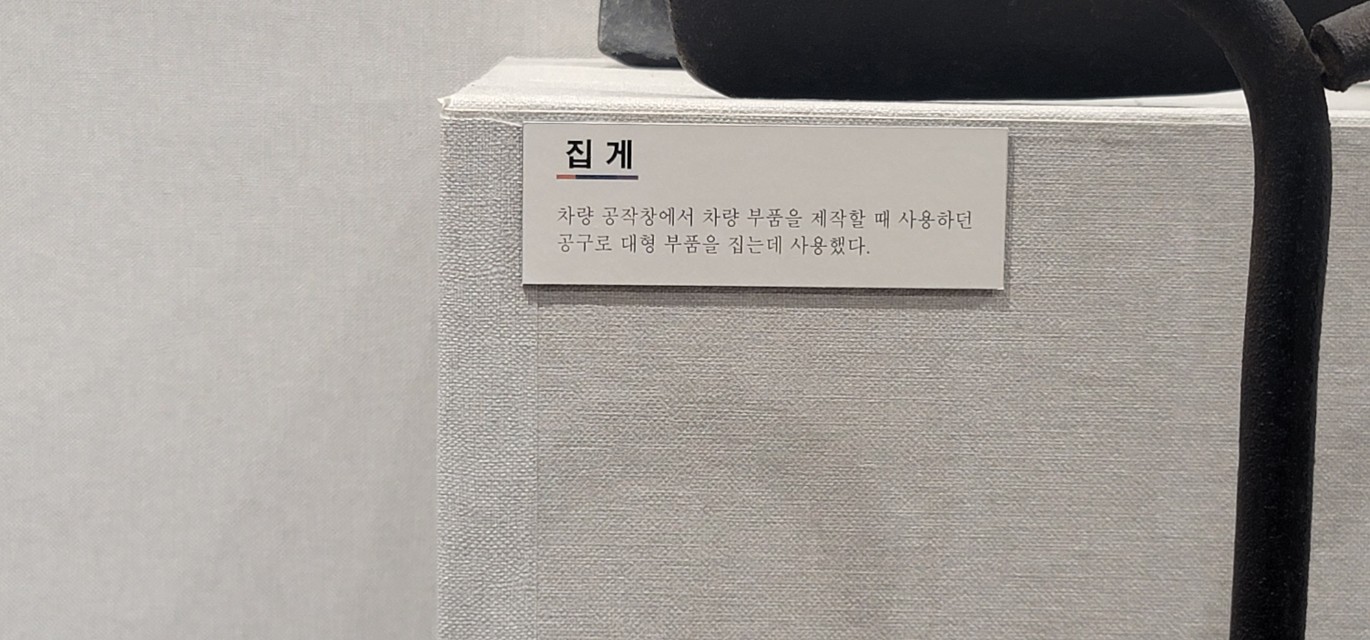 집 게
차량 공작창에서 차량 부품을 제작할 때 사용하던
공구로 대형 부품을 집는데 사용했다.